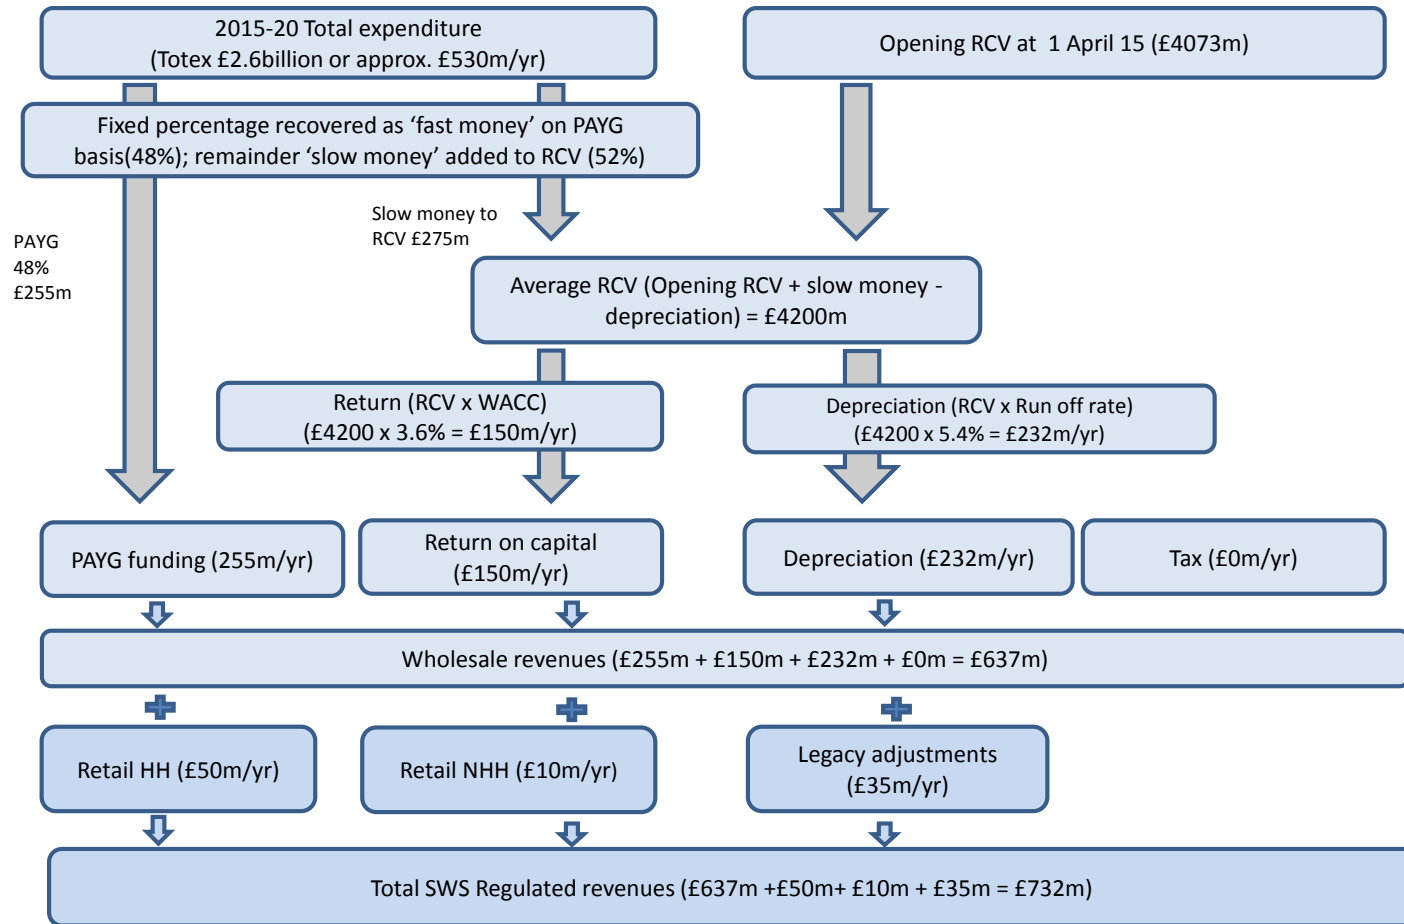 2015-20 Total expenditure
(Totex £2.6billion or approx. £530m/yr)
Opening RCV at  1 April 15 (£4073m)
Fixed percentage recovered as ‘fast money’ on PAYG
basis(48%); remainder ‘slow money’ added to RCV (52%)
Slow money to
RCV £275m
PAYG
48%
£255m
Average RCV (Opening RCV + slow money -
depreciation) = £4200m
Return (RCV x WACC)
(£4200 x 3.6% = £150m/yr)
Depreciation (RCV x Run off rate)
(£4200 x 5.4% = £232m/yr)
PAYG funding (255m/yr)
Return on capital
(£150m/yr)
Depreciation (£232m/yr)
Tax (£0m/yr)
Wholesale revenues (£255m + £150m + £232m + £0m = £637m)
Retail HH (£50m/yr)
Retail NHH (£10m/yr)
Legacy adjustments
(£35m/yr)
Total SWS Regulated revenues (£637m +£50m+ £10m + £35m = £732m)